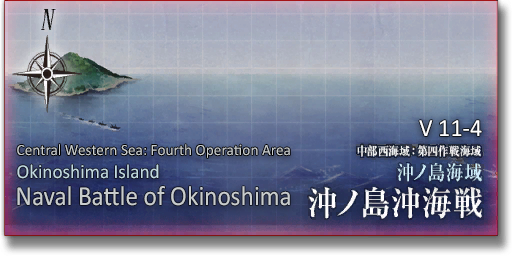 N
V 11-4
Central Western Sea: Fourth Operation Area
中部西海域：第四作戦海域
Okinoshima Island
沖ノ島海域
Naval Battle of Okinoshima
沖ノ島沖海戦